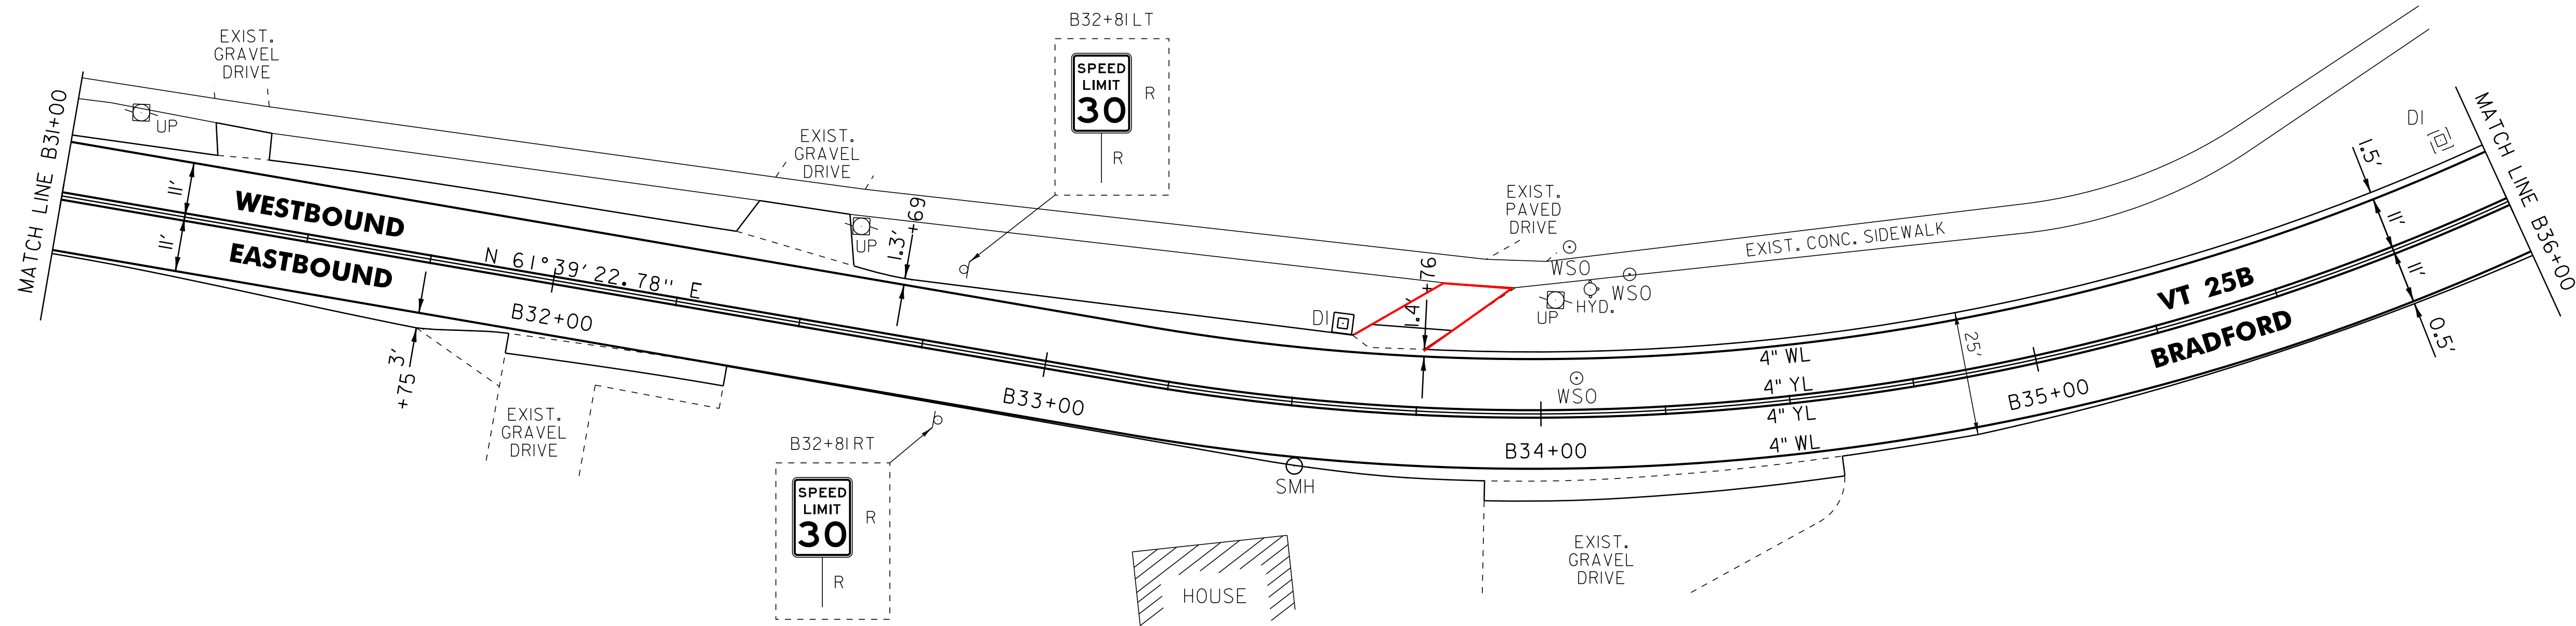 MATCH LINE B31+00
EXIST.
GRAVEL
DRIVE
UP
11'
11'
WESTBOUND
EASTBOUND
N 61°39'22.78" E
B32+00
+75 3'
EXIST.
GRAVEL
DRIVE
EXIST.
GRAVEL
DRIVE
UP
1.3' +69
B32+81 LT
SPEED
LIMIT
30
R
R
B32+81 RT
SPEED
LIMIT
30
R
R
B33+00
SMH
HOUSE
DI
1.4' +76
EXIST.
PAVED
DRIVE
WSO
WSO
UP
HYD.
WSO
EXIST. CONC. SIDEWALK
B34+00
4" WL
4" YL
4" YL
4" WL
EXIST.
GRAVEL
DRIVE
25'
B35+00
VT 25B
BRADFORD
1.5'
11'
11'
0.5'
DI
MATCH LINE B36+00